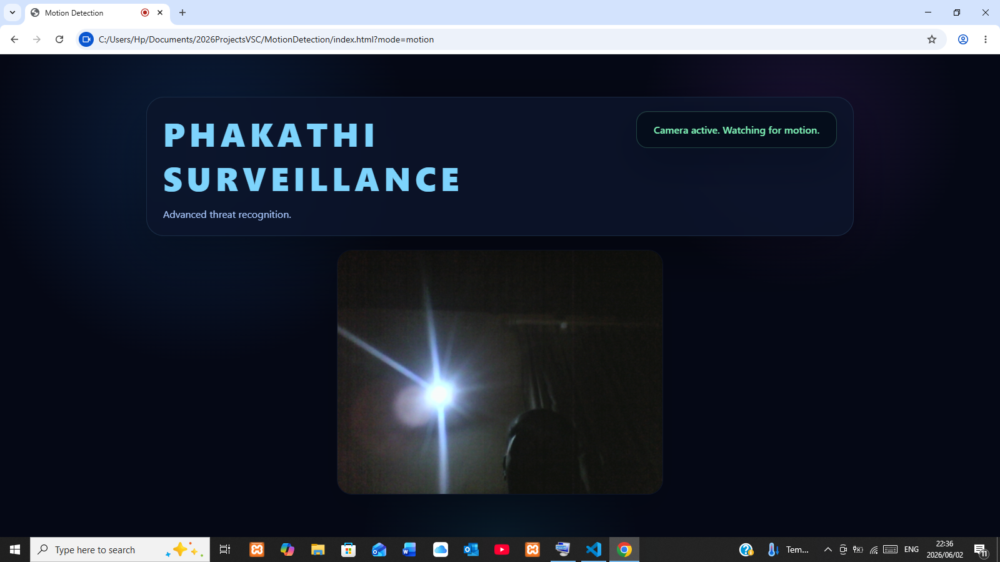 Motion Detection
C:/Users/Hp/Documents/2026ProjectsVSC/MotionDetection/index.html?mode=motion
PHAKATHI
SURVEILLANCE
Advanced threat recognition.
Camera active. Watching for motion.
Type here to search
Tem...
ENG
22:36
2026/06/02
11